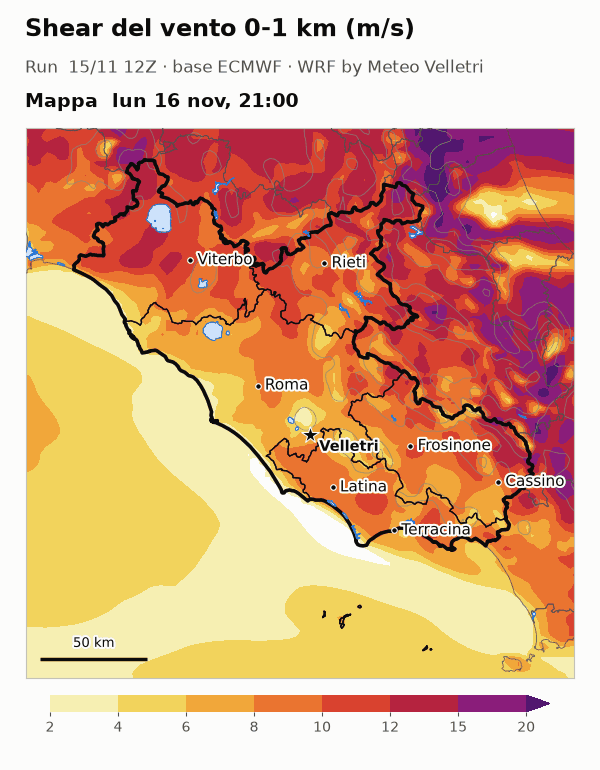 Shear del vento 0-1 km (m/s)
Run  15/11 12Z · base ECMWF · WRF by Meteo Velletri
Mappa  lun 16 nov, 21:00
Viterbo
Rieti
Roma
Velletri
Frosinone
Latina
Cassino
Terracina
50 km
2 4 6 8 10 12 15 20